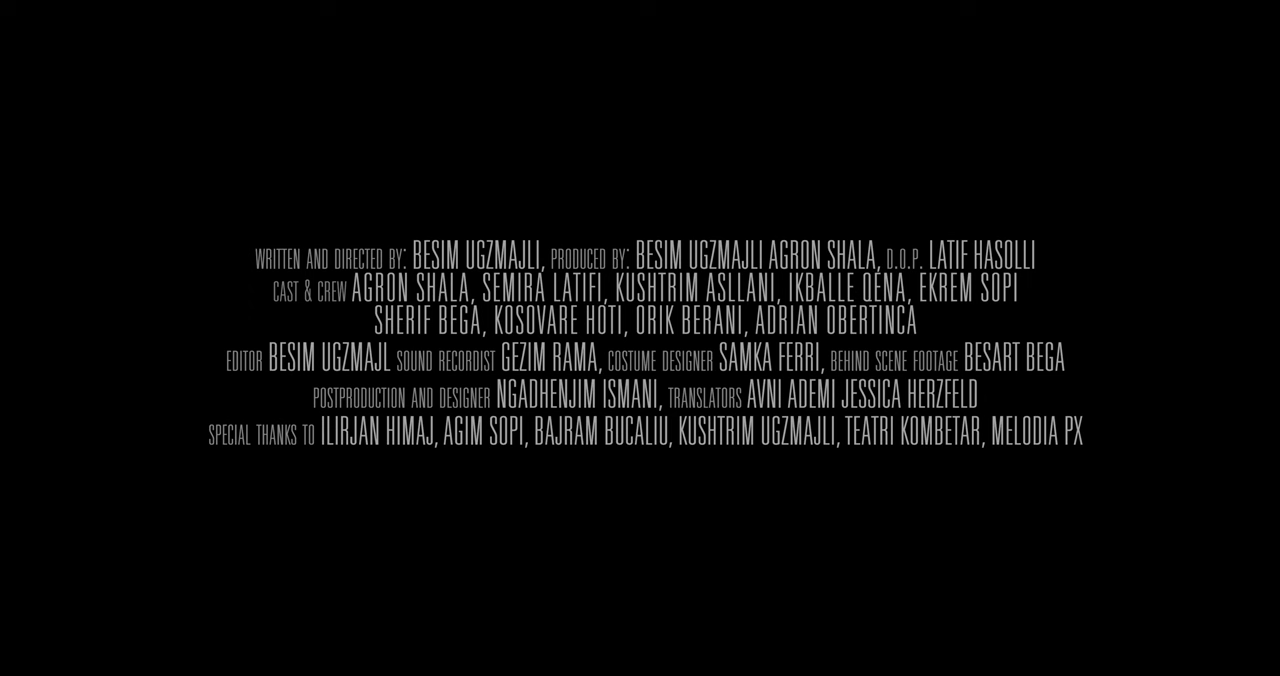 WRITTEN AND DIRECTED BY: BESIM UGZMAJLI, PRODUCED BY: BESIM UGZMAJLI AGRON SHALA, D.O.P. LATIF HASOLLI
CAST & CREW AGRON SHALA, SEMIRA LATIFI, KUSHTRIM ASLLANI, IKBALLE QENA, EKREM SOPI
SHERIF BEGA, KOSOVARE HOTI, ORIK BERANI, ADRIAN OBERTINCA
EDITOR BESIM UGZMAJL SOUND RECORDIST GEZIM RAMA, COSTUME DESIGNER SAMKA FERRI, BEHIND SCENE FOOTAGE BESART BEGA
POSTPRODUCTION AND DESIGNER NGADHENJIM ISMANI, TRANSLATORS AVNI ADEMI JESSICA HERZFELD
SPECIAL THANKS TO ILIRJAN HIMAJ, AGIM SOPI, BAJRAM BUCALIU, KUSHTRIM UGZMAJLI, TEATRI KOMBETAR, MELODIA PX